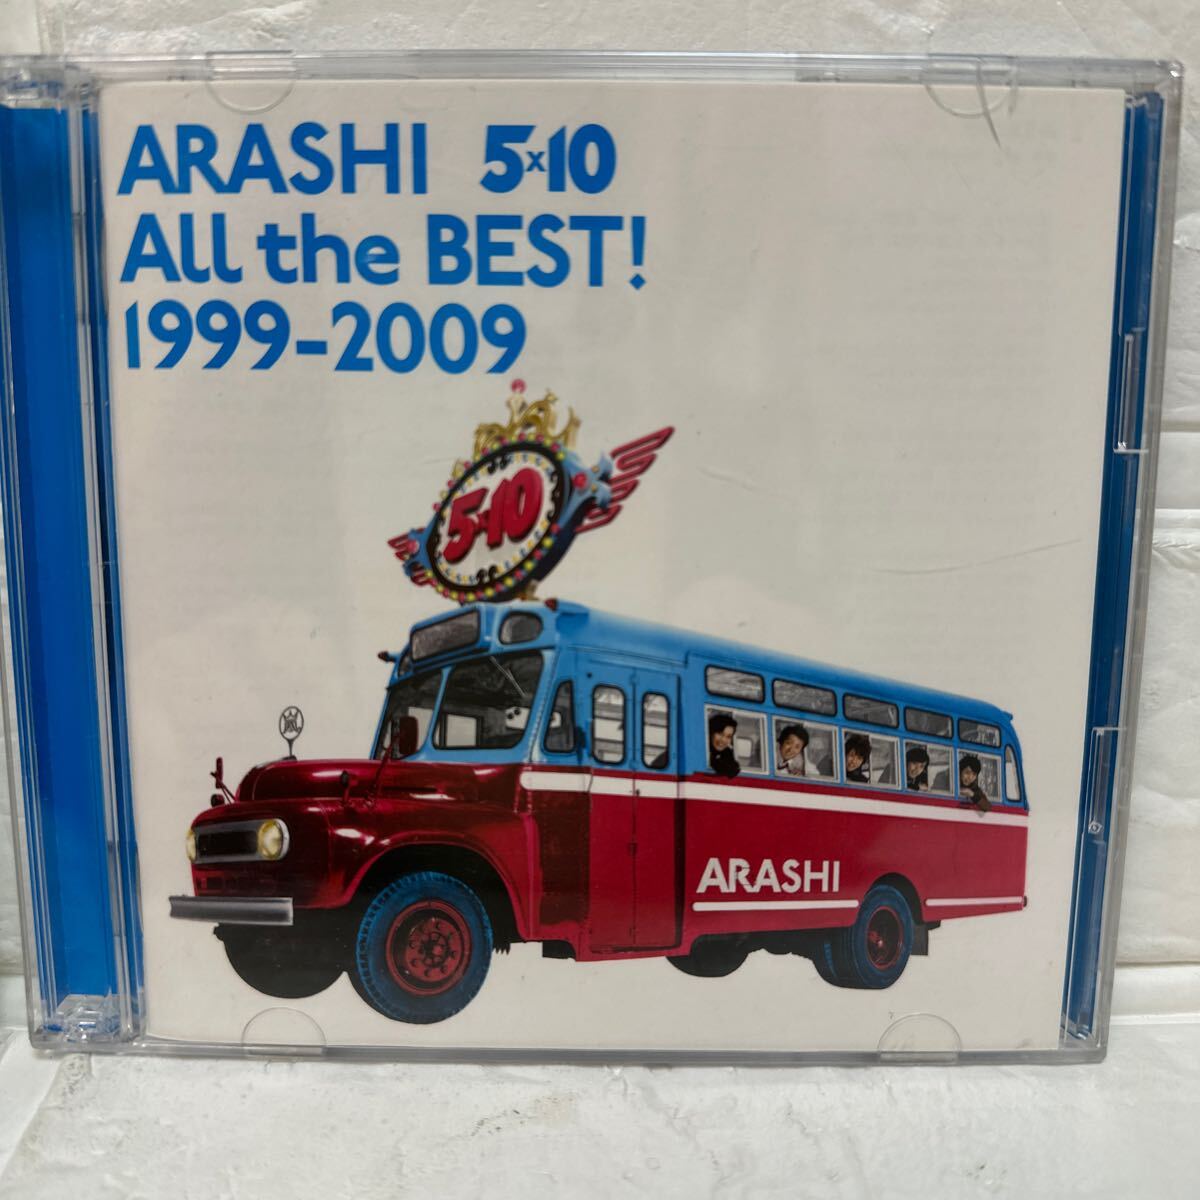 ARASHI 5×10
All the BEST!
1999-2009
5×10
ARASHI